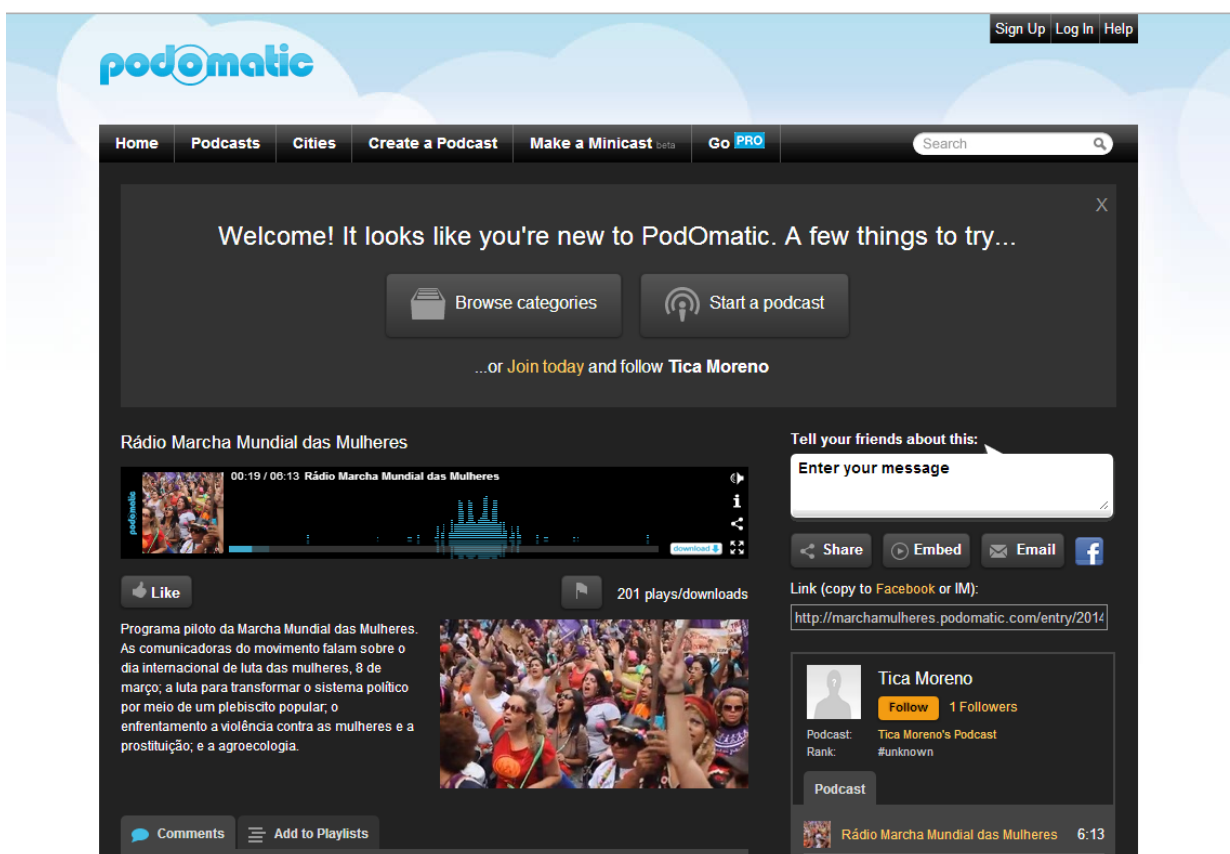 Sign Up Log In Help
podomatic
Home Podcasts Cities Create a Podcast Make a Minicast beta Go PRO Search
X
Welcome! It looks like you're new to PodOmatic. A few things to try...
Browse categories Start a podcast
...or Join today and follow Tica Moreno
Rádio Marcha Mundial das Mulheres
podomatic
00:19 / 06:13 Rádio Marcha Mundial das Mulheres
i
download
Like
201 plays/downloads
Programa piloto da Marcha Mundial das Mulheres.
As comunicadoras do movimento falam sobre o
dia internacional de luta das mulheres, 8 de
março; a luta para transformar o sistema político
por meio de um plebiscito popular; o
enfrentamento a violência contra as mulheres e a
prostituição; e a agroecologia.
Comments Add to Playlists
Tell your friends about this:
Enter your message
Share Embed Email f
Link (copy to Facebook or IM):
http://marchamulheres.podomatic.com/entry/2014
Tica Moreno
Follow 1 Followers
Podcast: Tica Moreno's Podcast
Rank: #unknown
Podcast
Rádio Marcha Mundial das Mulheres 6:13